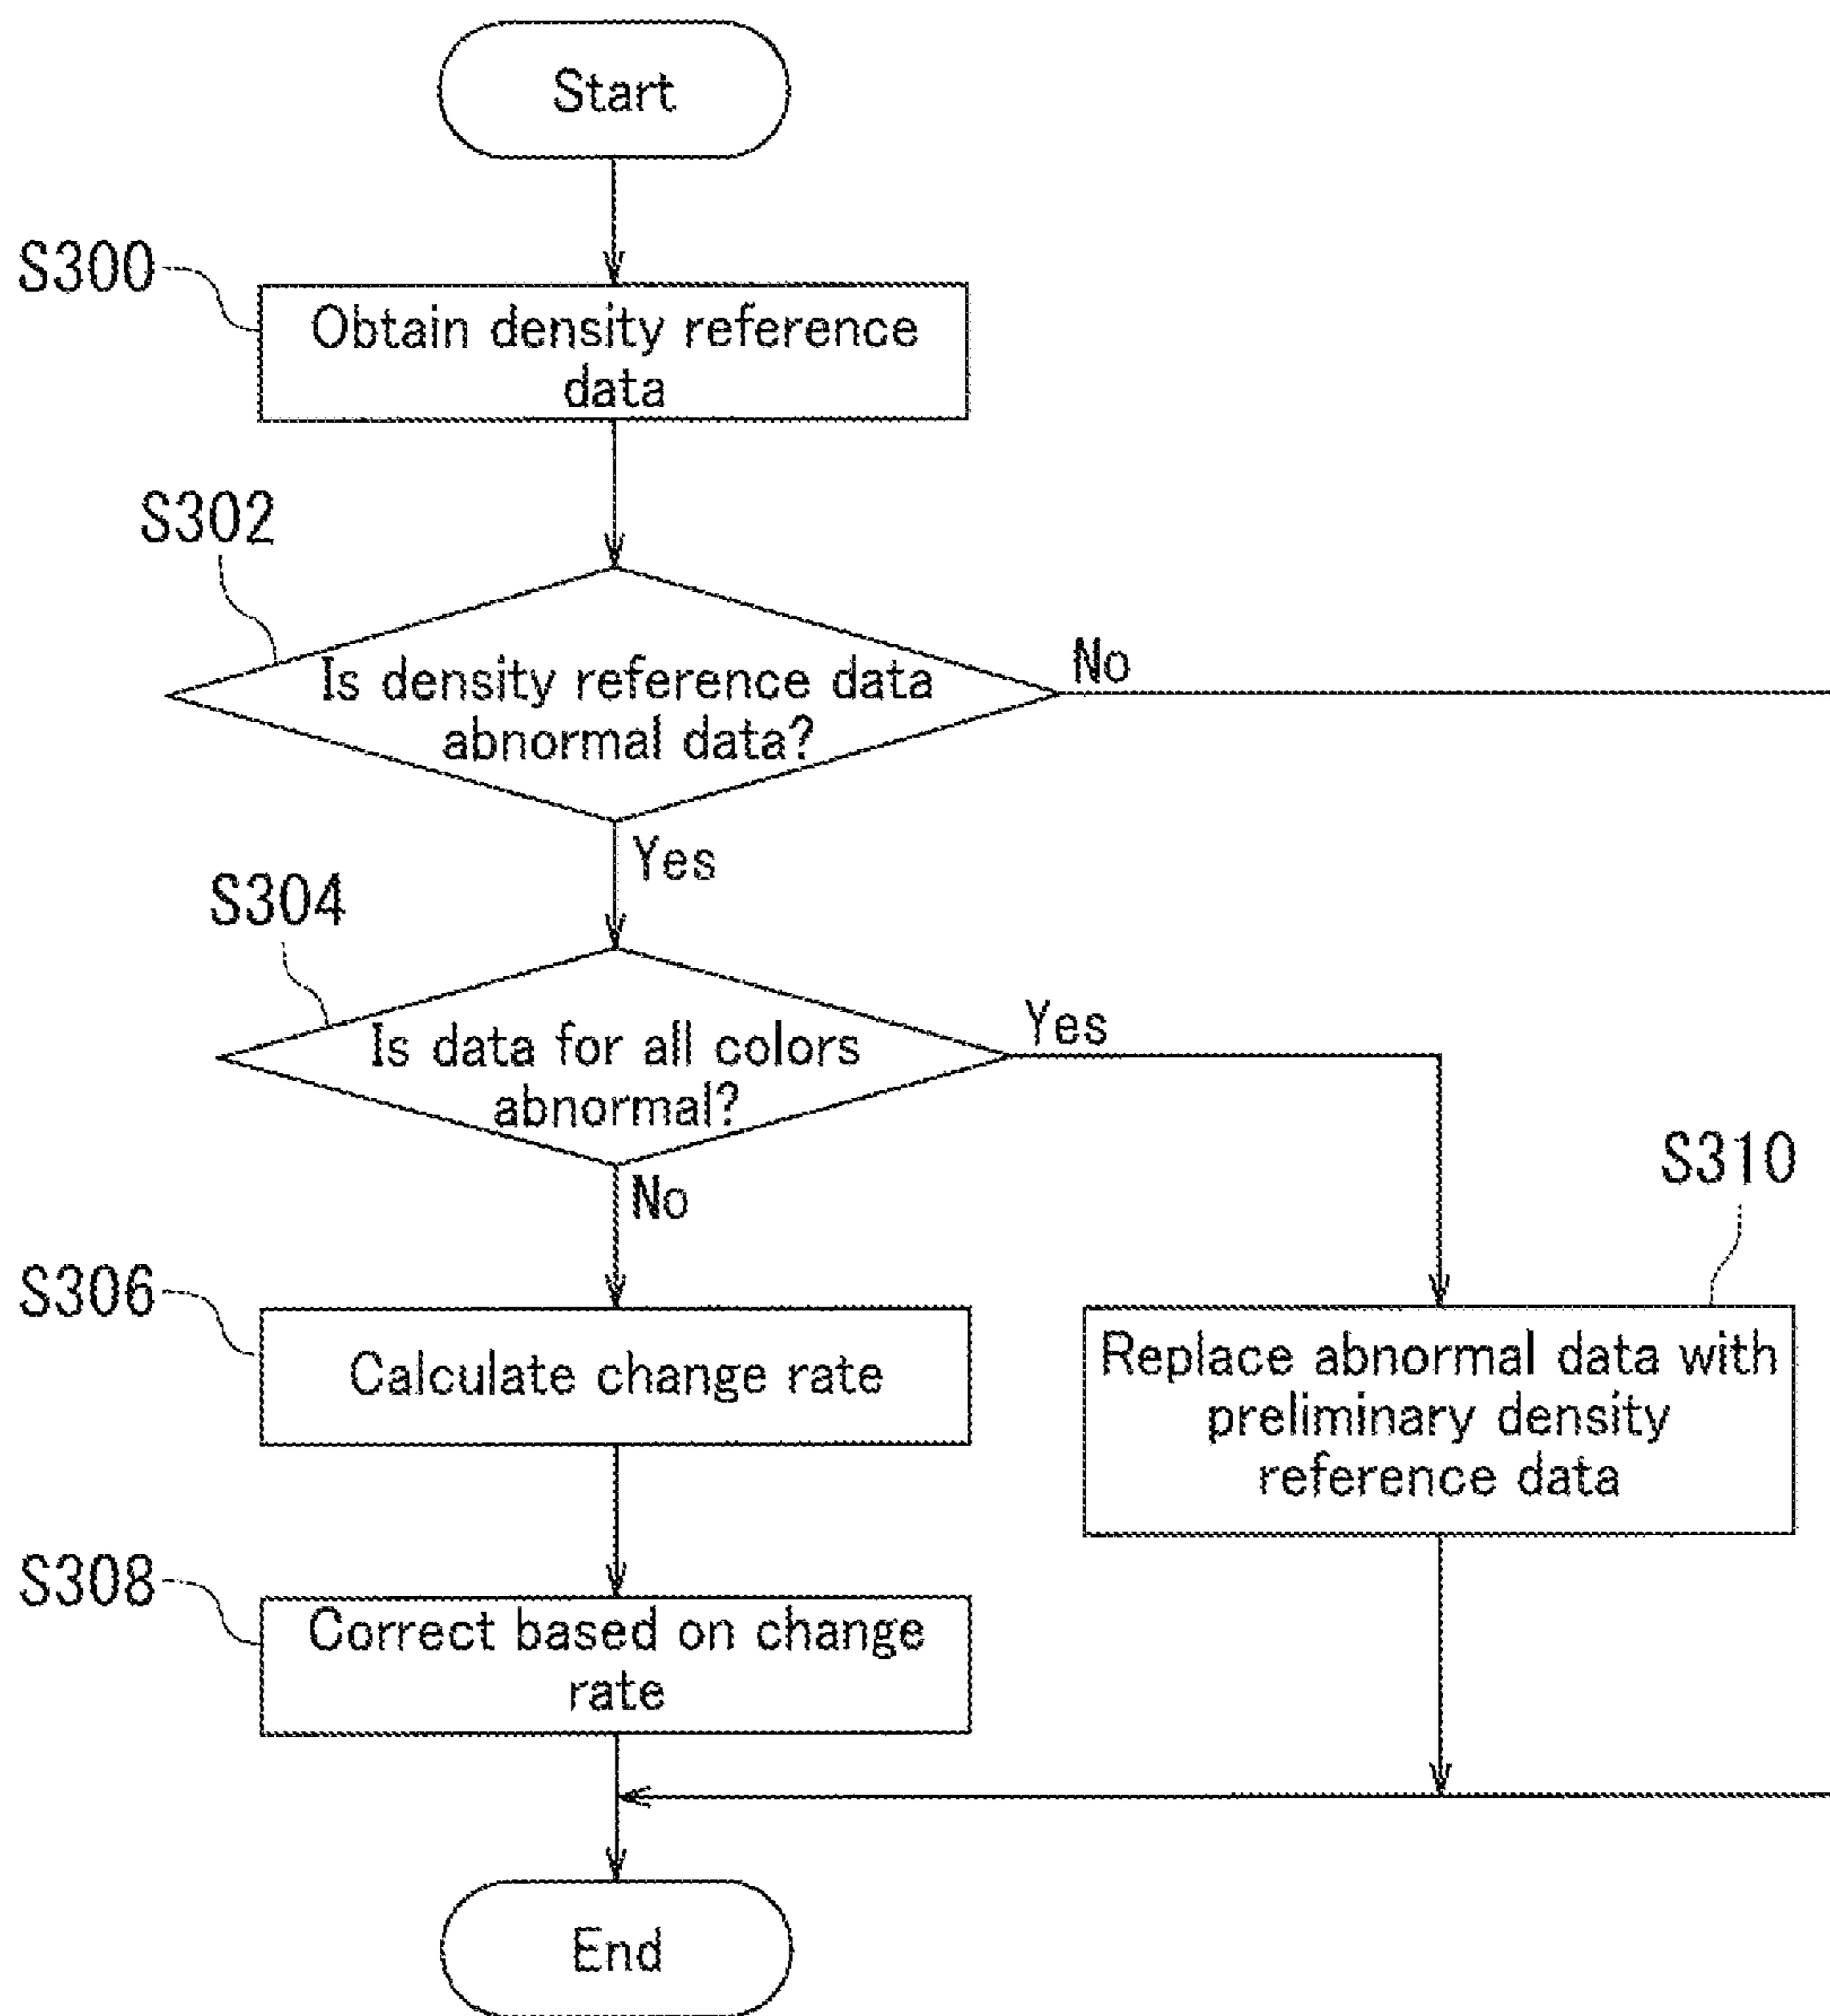 Start
S300
Obtain density reference
data
S302
Is density reference data
abnormal data?
No
Yes
S304
Is data for all colors
abnormal?
Yes
No
S310
S306
Calculate change rate
Replace abnormal data with
preliminary density
reference data
S308
Correct based on change
rate
End